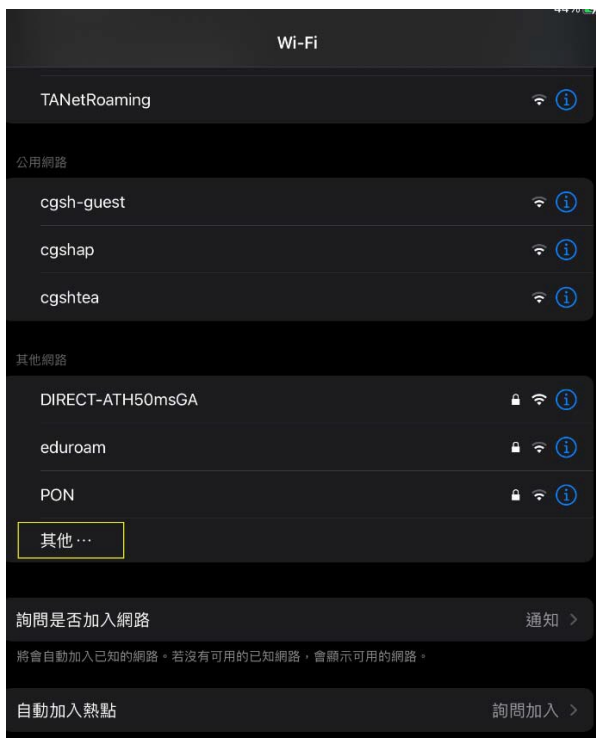 44%
Wi-Fi
TANetRoaming
公用網路
cgsh-guest
cgshap
cgshtea
其他網路
DIRECT-ATH50msGA
eduroam
PON
其他…
詢問是否加入網路 通知
將會自動加入已知的網路。若沒有可用的已知網路,會顯示可用的網路。
自動加入熱點 詢問加入